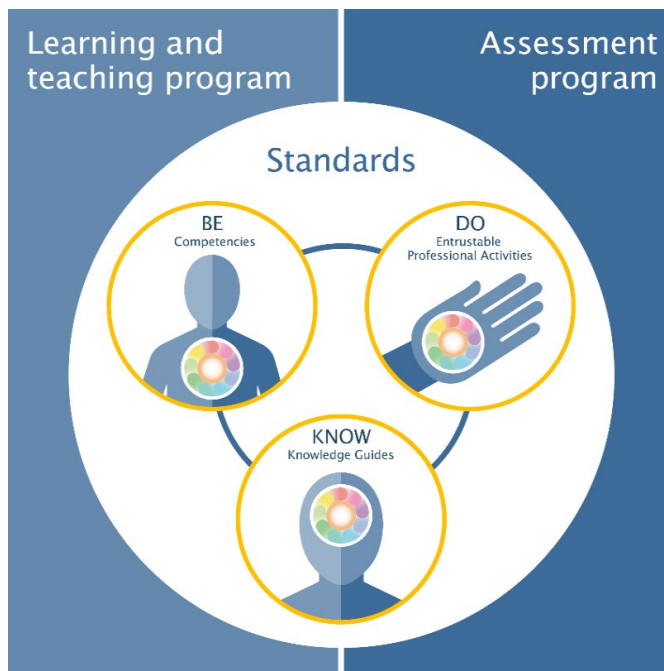 Learning and
teaching program
Assessment
program
Standards
BE
Competencies
DO
Entrustable
Professional Activities
KNOW
Knowledge Guides